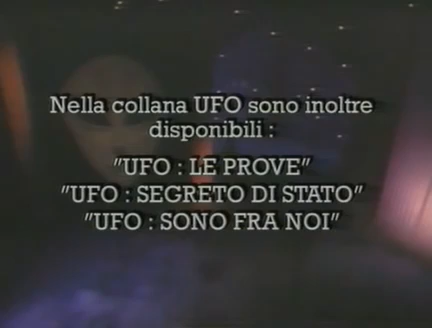 Nella collana UFO sono inoltre
disponibili :
"UFO : LE PROVE"
"UFO : SEGRETO DI STATO"
"UFO : SONO FRA NOI"